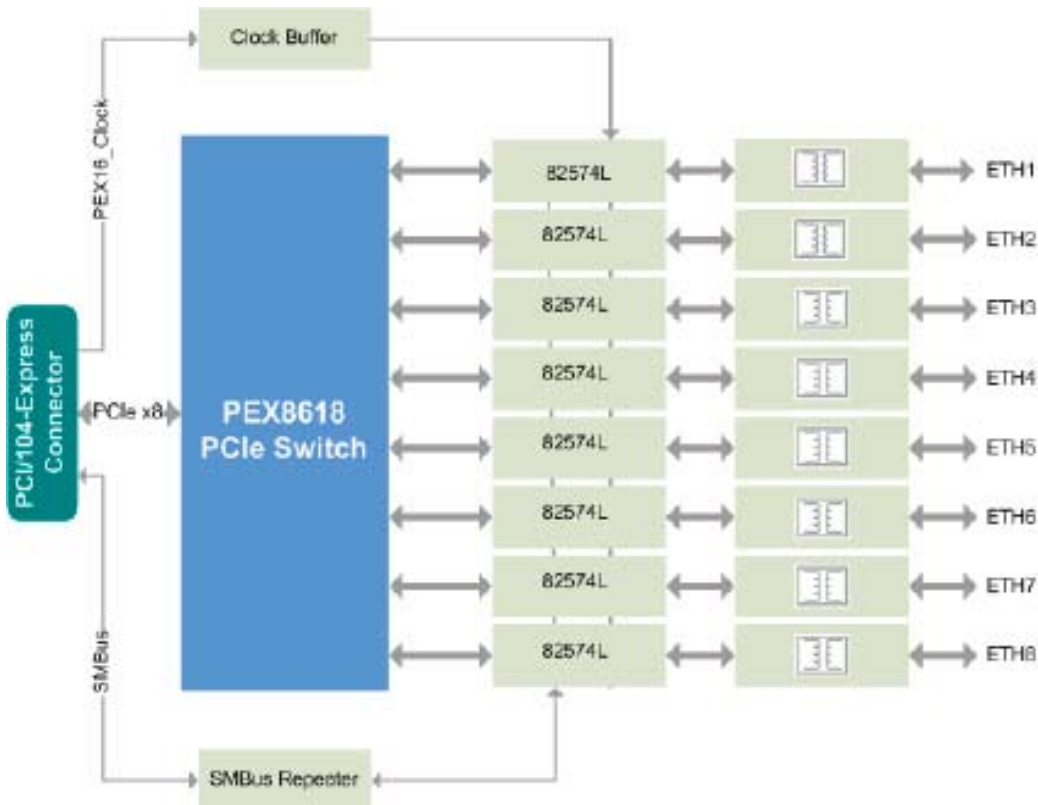 Clock Buffer
PEX16_Clock
PCI/104-Express
Connector
PCIe x8
SMBus
PEX8618
PCIe Switch
82574L
ETH1
82574L
ETH2
82574L
ETH3
82574L
ETH4
82574L
ETH5
82574L
ETH6
82574L
ETH7
82574L
ETH8
SMBus Repeater